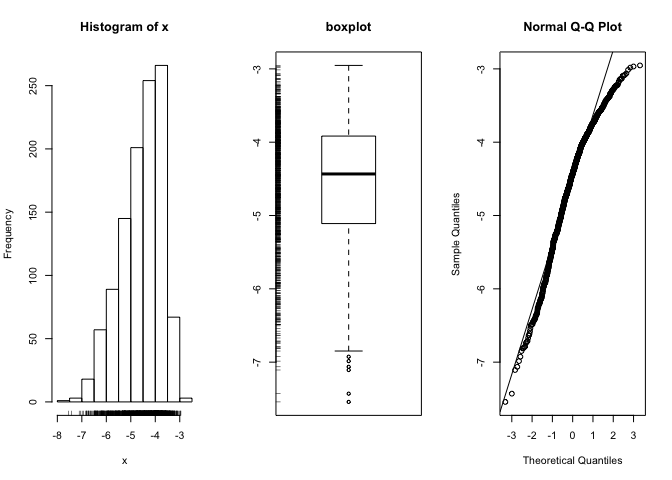 Histogram of x
Frequency
250
200
150
100
50
0
-8 -7 -6 -5 -4 -3
x
boxplot
-3
-4
-5
-6
-7
Normal Q-Q Plot
Sample Quantiles
-3
-4
-5
-6
-7
-3 -2 -1 0 1 2 3
Theoretical Quantiles